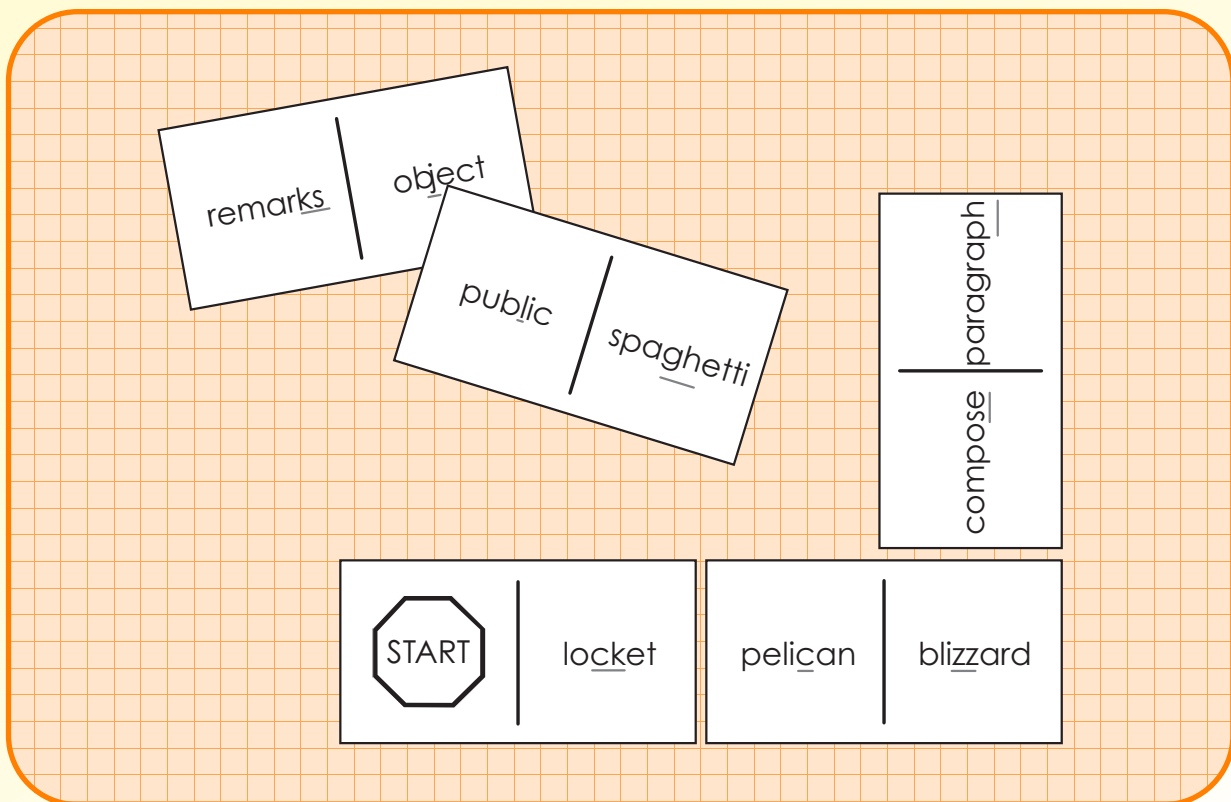 remarks
object
public
spaghetti
paragraph
compose
START
locket
pelican
blizzard